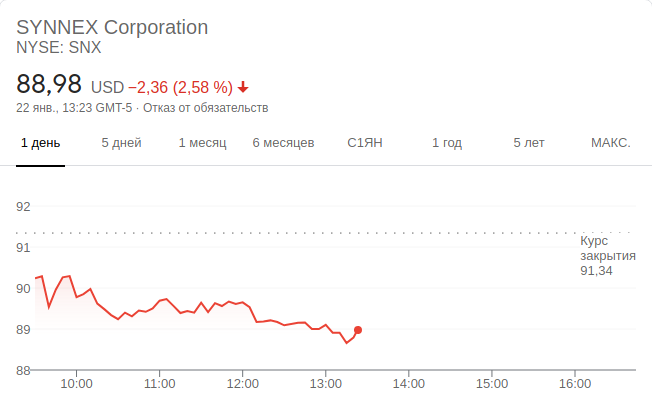 SYNNEX Corporation
NYSE: SNX
88,98 USD −2,36 (2,58 %)
22 янв., 13:23 GMT-5 · Отказ от обязательств
1 день 5 дней 1 месяц 6 месяцев С1ЯН 1 год 5 лет МАКС.
92
91
90
89
88
Курс
закрытия
91,34
10:00 11:00 12:00 13:00 14:00 15:00 16:00